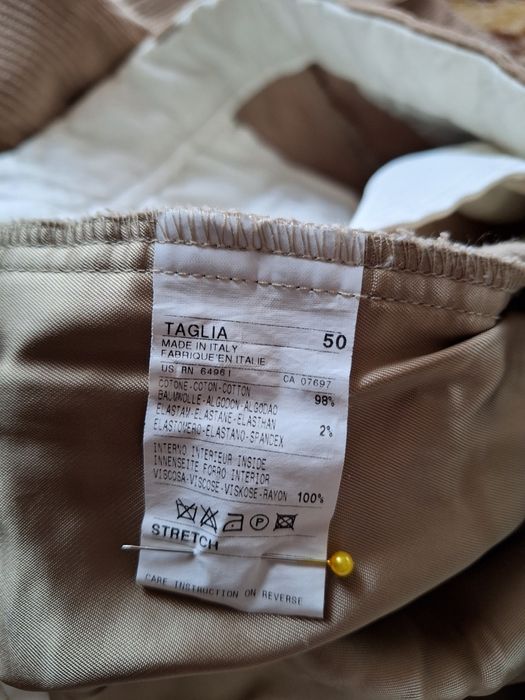 TAGLIA 50
MADE IN ITALY
FABRIQUE'EN ITALIE
US RN 64961 CA 07697
COTONE-COTON-COTTON 98%
BAUMWOLLE-ALGODON-ALGODAO
ELASTAM-ELASTANE-ELASTHAN 2%
ELASTOMERO-ELASTANO-SPANDEX
INTERNO INTERIEUR INSIDE
INNENSEITE FORRO INTERIOR
VISCOSA-VISCOSE-VISKOSE-RAYON 100%
P
STRETCH
CARE INSTRUCTION ON REVERSE